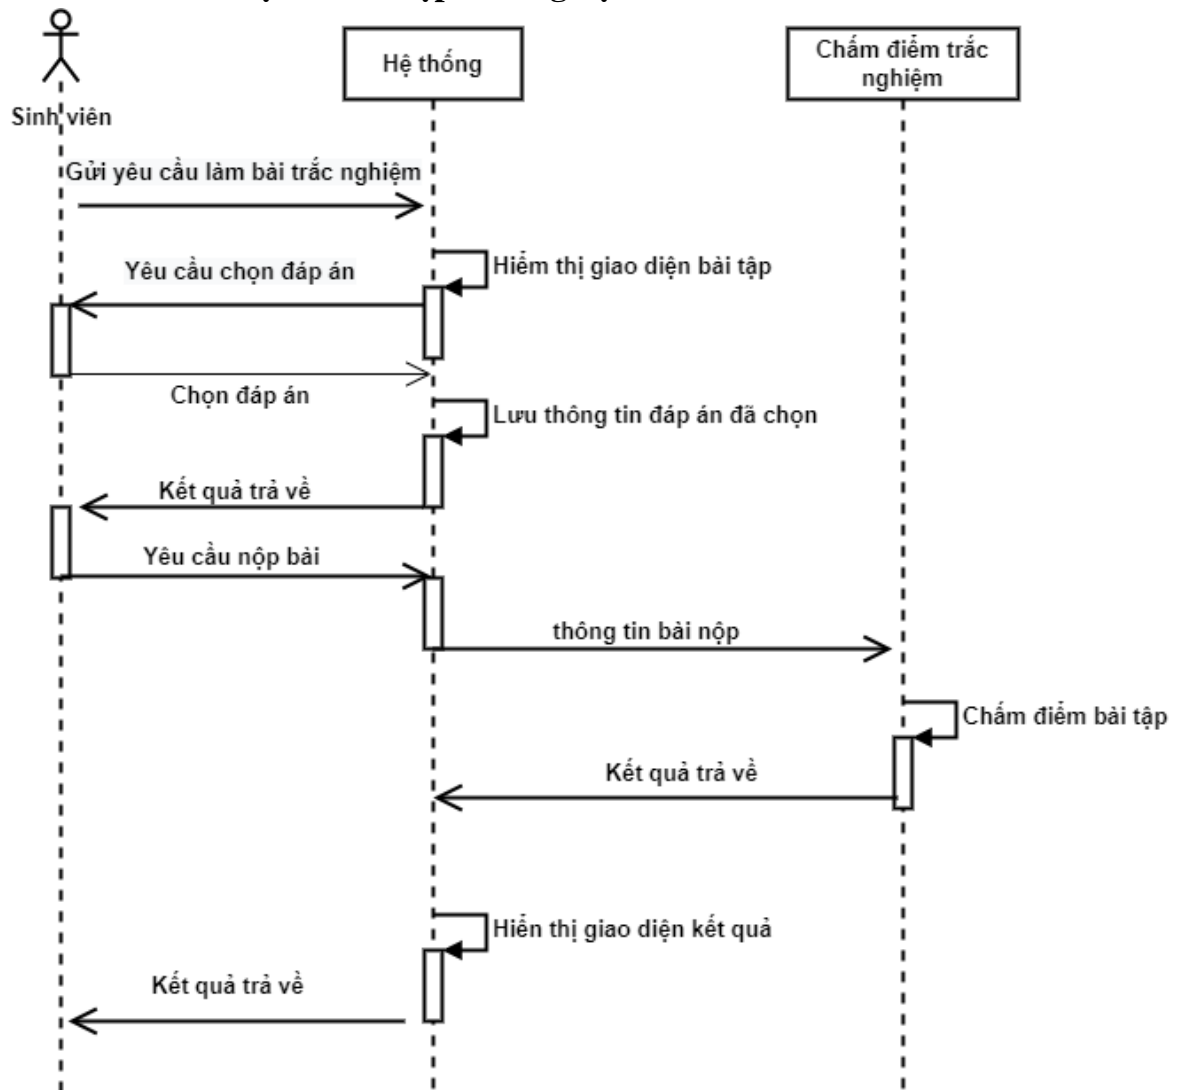 Hệ thống
Chấm điểm trắc
nghiệm
Sinh viên
Gửi yêu cầu làm bài trắc nghiệm
Hiểm thị giao diện bài tập
Yêu cầu chọn đáp án
Chọn đáp án
Lưu thông tin đáp án đã chọn
Kết quả trả về
Yêu cầu nộp bài
thông tin bài nộp
Chấm điểm bài tập
Kết quả trả về
Hiển thị giao diện kết quả
Kết quả trả về